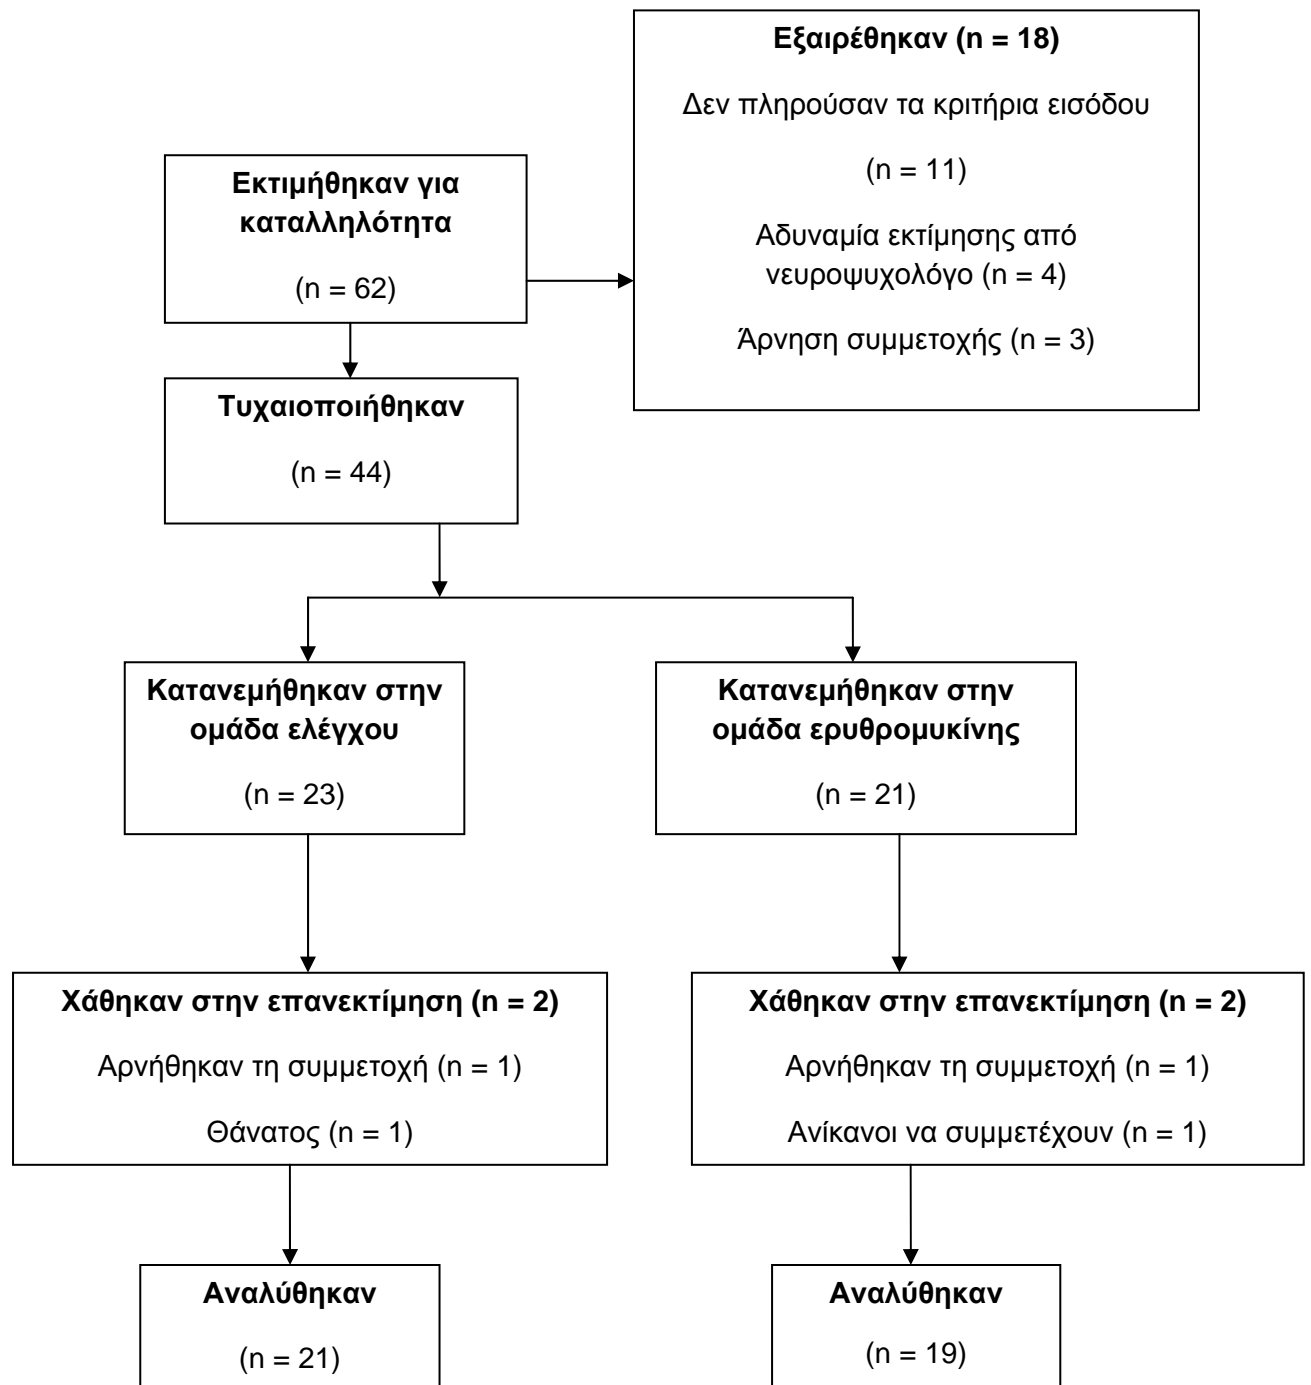 Εξαιρέθηκαν (n = 18)
Δεν πληρούσαν τα κριτήρια εισόδου
(n = 11)
Αδυναμία εκτίμησης από
νευροψυχολόγο (n = 4)
Άρνηση συμμετοχής (n = 3)
Εκτιμήθηκαν για
καταλληλότητα
(n = 62)
Τυχαιοποιήθηκαν
(n = 44)
Κατανεμήθηκαν στην
ομάδα ελέγχου
(n = 23)
Κατανεμήθηκαν στην
ομάδα ερυθρομυκίνης
(n = 21)
Χάθηκαν στην επανεκτίμηση (n = 2)
Αρνήθηκαν τη συμμετοχή (n = 1)
Θάνατος (n = 1)
Χάθηκαν στην επανεκτίμηση (n = 2)
Αρνήθηκαν τη συμμετοχή (n = 1)
Ανίκανοι να συμμετέχουν (n = 1)
Αναλύθηκαν
(n = 21)
Αναλύθηκαν
(n = 19)